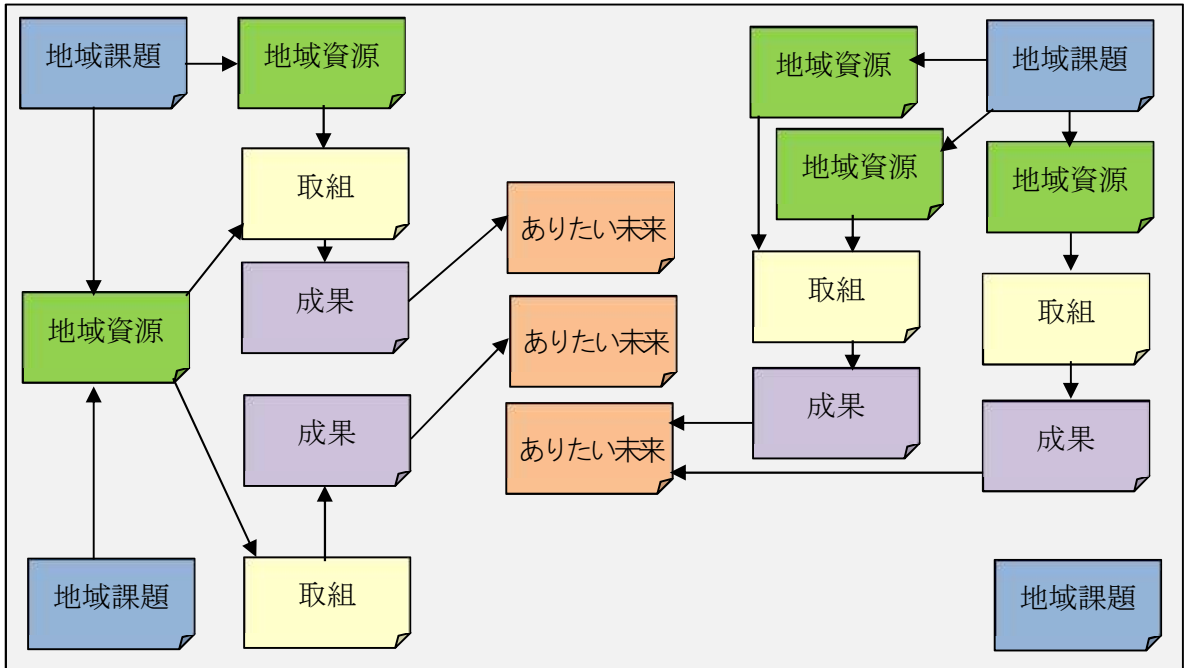 地域課題
地域資源
地域資源
地域課題
地域資源
地域資源
取組
ありたい未来
成果
取組
取組
地域資源
ありたい未来
成果
成果
ありたい未来
成果
地域課題
取組
地域課題